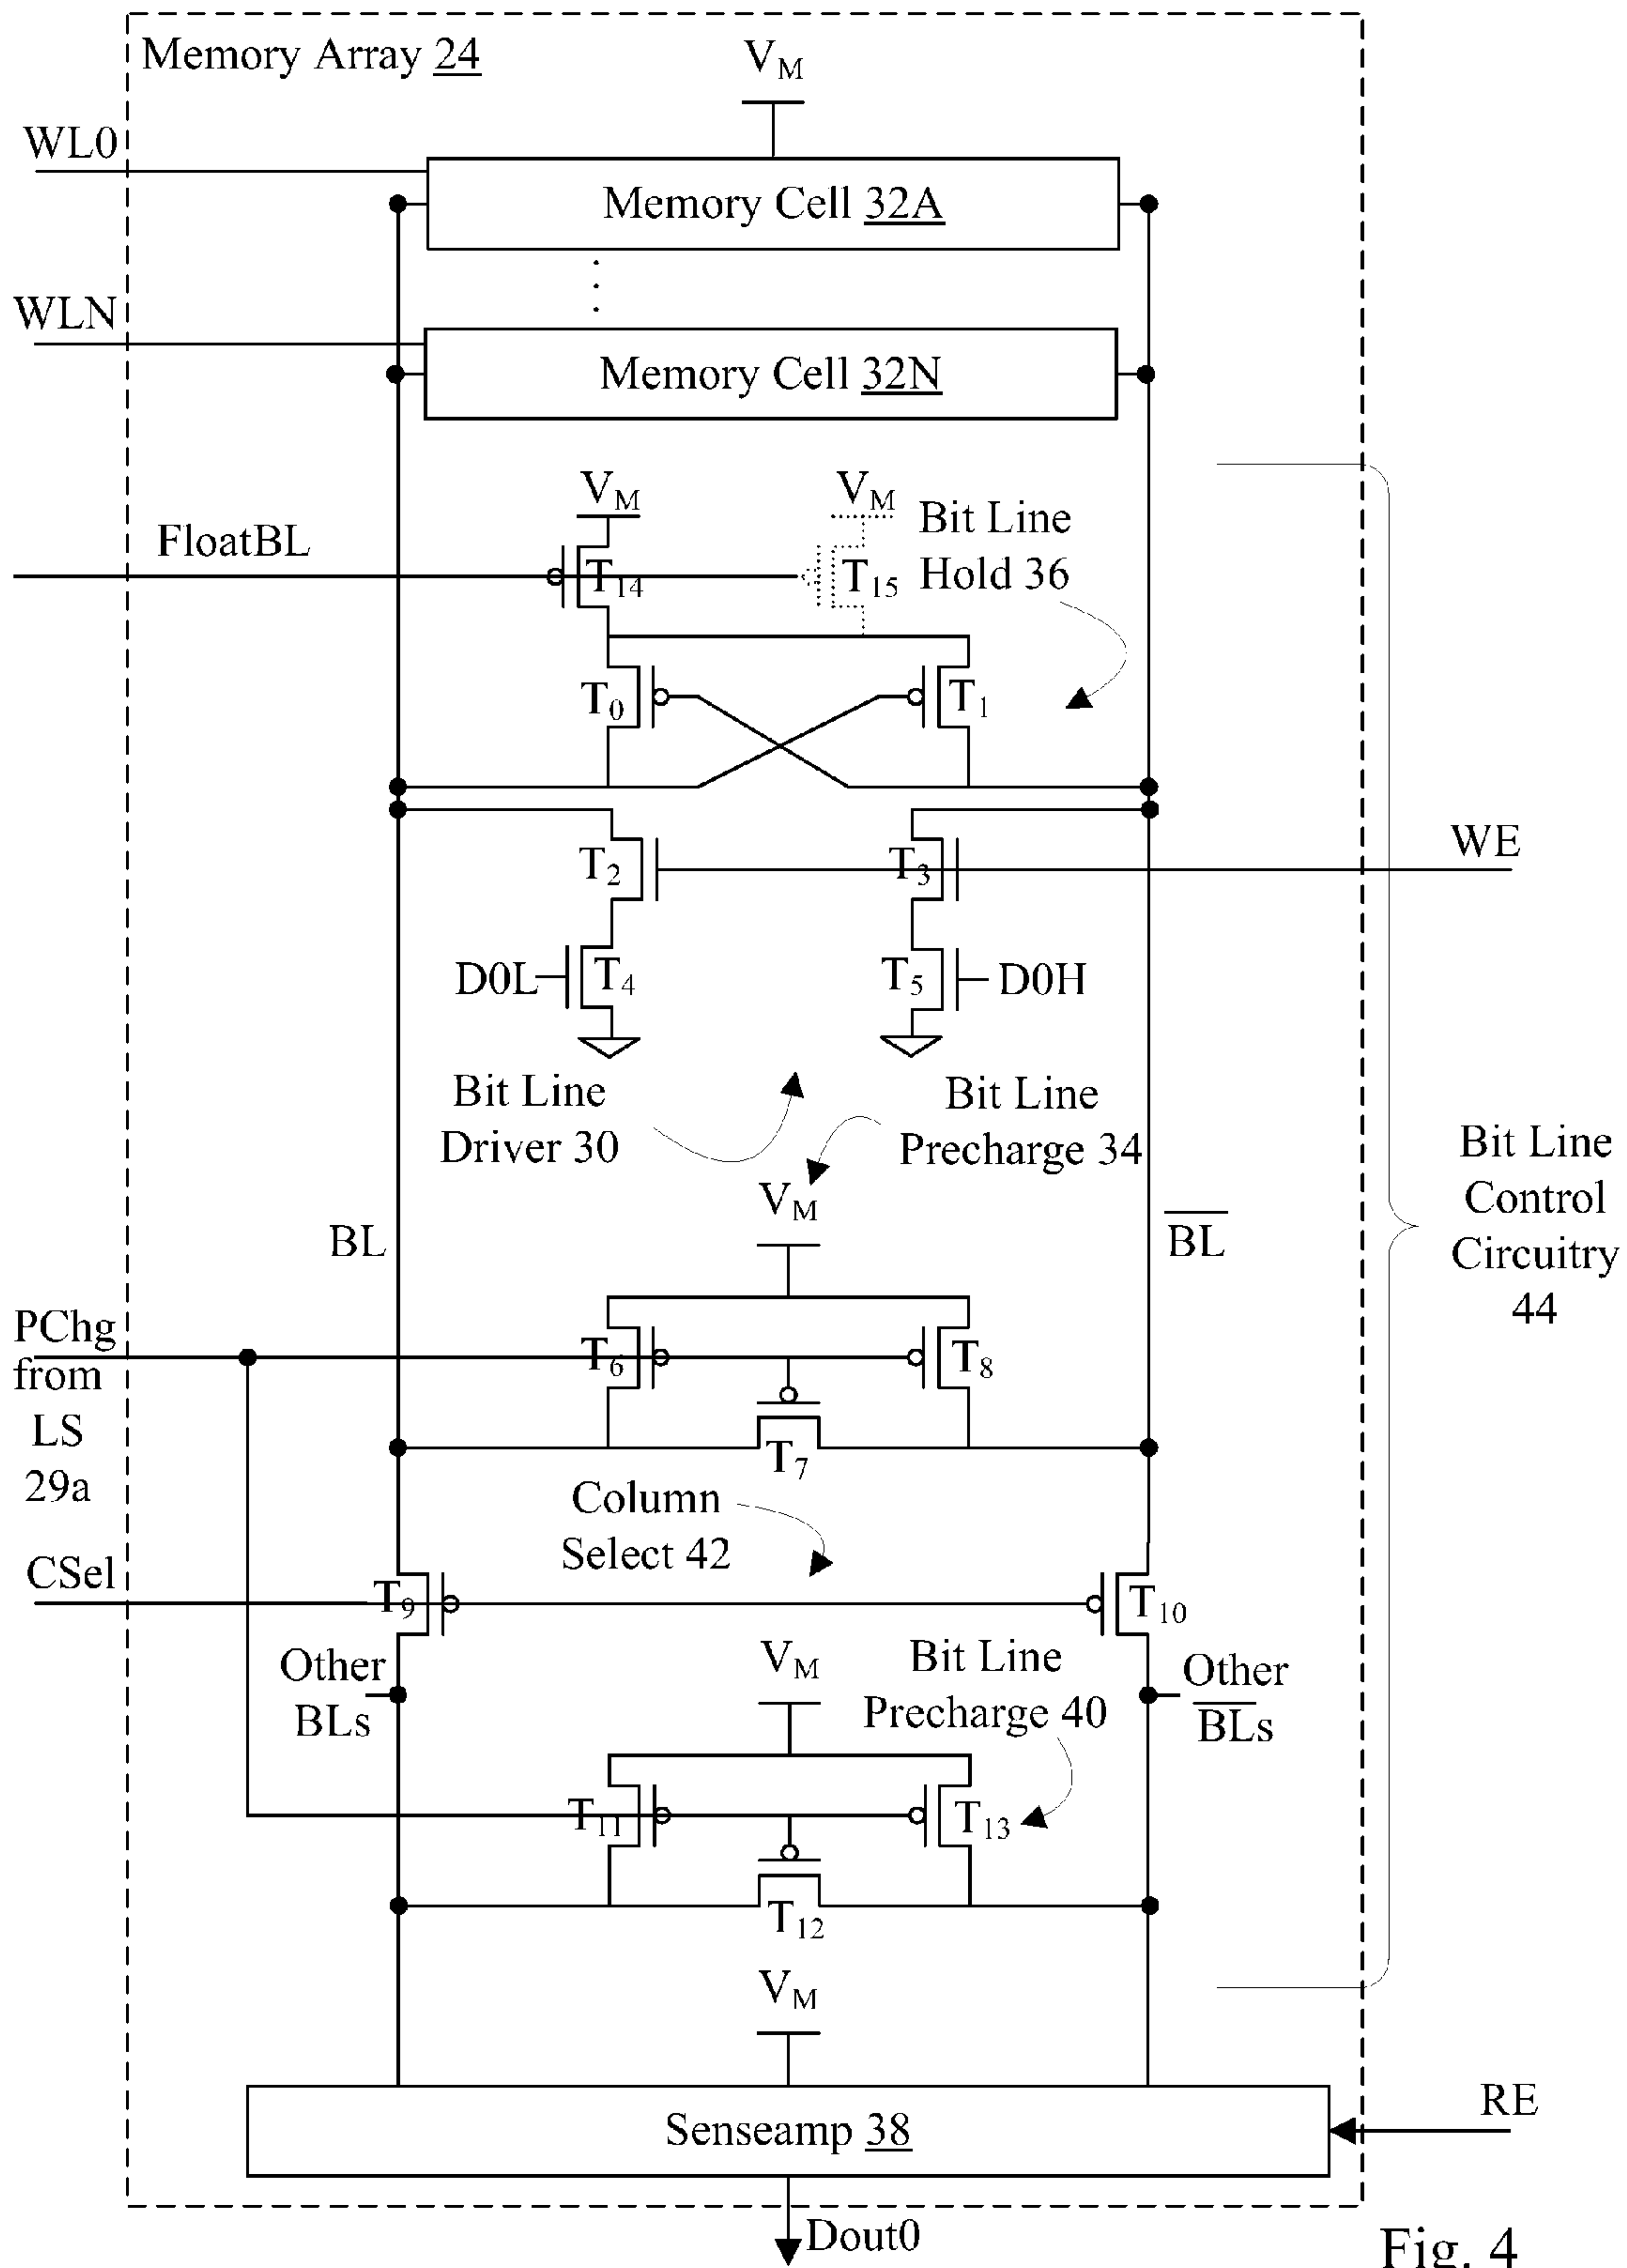 Memory Array 24
VM
WL0
Memory Cell 32A
WLN
Memory Cell 32N
VM
VM
Bit Line
Hold 36
FloatBL
T14
T15
T0
T1
WE
T2
T3
D0L
T4
T5
D0H
Bit Line
Driver 30
Bit Line
Precharge 34
VM
Bit Line
Control
Circuitry
44
BL
BL
PChg
from
LS
29a
T6
T8
T7
Column
Select 42
CSel
T9
T10
Other
BLs
VM
Bit Line
Precharge 40
Other
BLs
T11
T13
T12
VM
Senseamp 38
RE
Dout0
Fig. 4